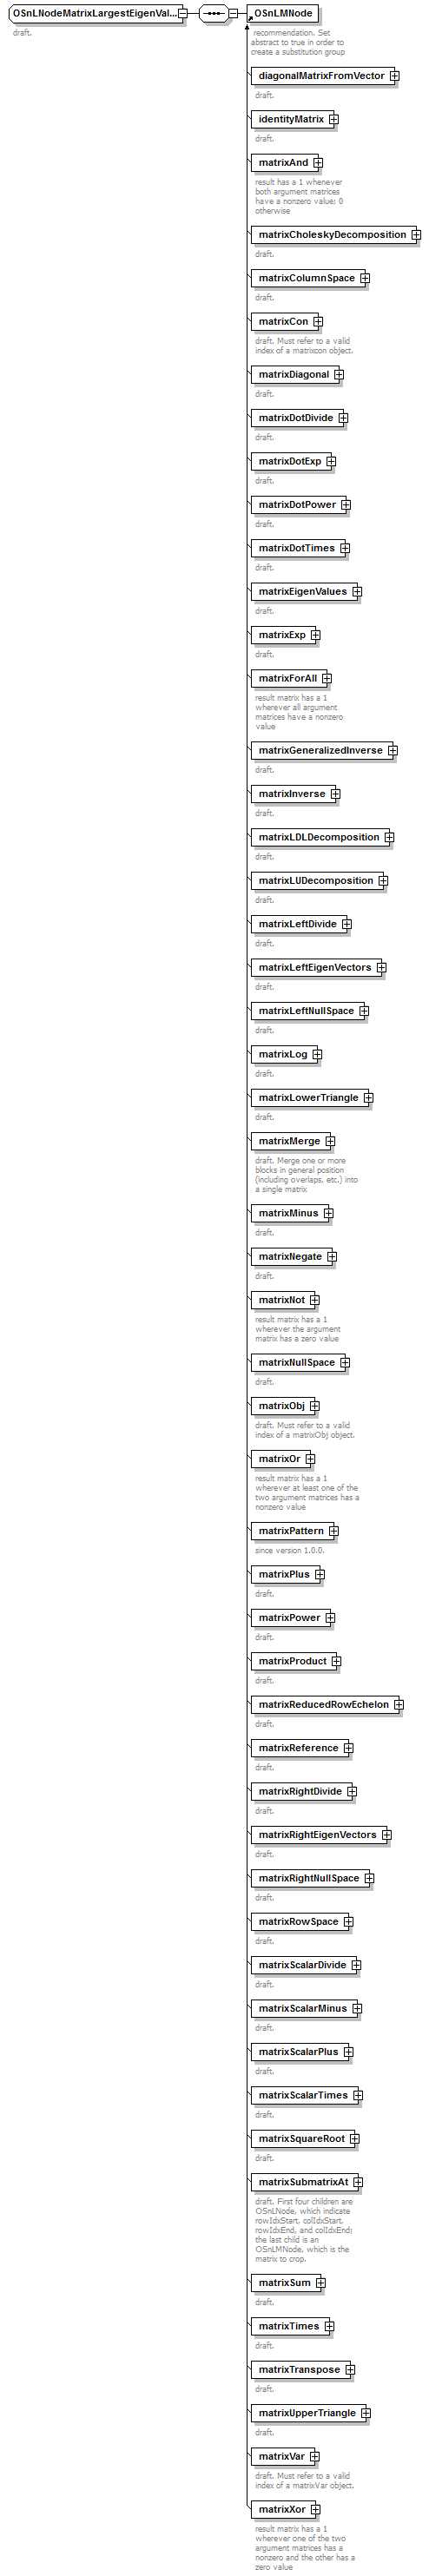 OSnLNodeMatrixLargestEigenVal...
OSnLMNode
draft.
recommendation. Set
abstract to true in order to
create a substitution group
diagonalMatrixFromVector
draft.
identityMatrix
draft.
matrixAnd
result has a 1 whenever
both argument matrices
have a nonzero value; 0
otherwise
matrixCholeskyDecomposition
draft.
matrixColumnSpace
draft.
matrixCon
draft. Must refer to a valid
index of a matrixcon object.
matrixDiagonal
draft.
matrixDotDivide
draft.
matrixDotExp
draft.
matrixDotPower
draft.
matrixDotTimes
draft.
matrixEigenValues
draft.
matrixExp
draft.
matrixForAll
result matrix has a 1
wherever all argument
matrices have a nonzero
value
matrixGeneralizedInverse
draft.
matrixInverse
draft.
matrixLDLDecomposition
draft.
matrixLUDecomposition
draft.
matrixLeftDivide
draft.
matrixLeftEigenVectors
draft.
matrixLeftNullSpace
draft.
matrixLog
draft.
matrixLowerTriangle
draft.
matrixMerge
draft. Merge one or more
blocks in general position
(including overlaps, etc.) into
a single matrix
matrixMinus
draft.
matrixNegate
draft.
matrixNot
result matrix has a 1
wherever the argument
matrix has a zero value
matrixNullSpace
draft.
matrixObj
draft. Must refer to a valid
index of a matrixObj object.
matrixOr
result matrix has a 1
wherever at least one of the
two argument matrices has a
nonzero value
matrixPattern
since version 1.0.0.
matrixPlus
draft.
matrixPower
draft.
matrixProduct
draft.
matrixReducedRowEchelon
draft.
matrixReference
draft.
matrixRightDivide
draft.
matrixRightEigenVectors
draft.
matrixRightNullSpace
draft.
matrixRowSpace
draft.
matrixScalarDivide
draft.
matrixScalarMinus
draft.
matrixScalarPlus
draft.
matrixScalarTimes
draft.
matrixSquareRoot
draft.
matrixSubmatrixAt
draft. First four children are
OSnLNode, which indicate
rowIdxStart, colIdxStart,
rowIdxEnd, and colIdxEnd;
the last child is an
OSnLMNode, which is the
matrix to crop.
matrixSum
draft.
matrixTimes
draft.
matrixTranspose
draft.
matrixUpperTriangle
draft.
matrixVar
draft. Must refer to a valid
index of a matrixVar object.
matrixXor
result matrix has a 1
wherever one of the two
argument matrices has a
nonzero and the other has a
zero value